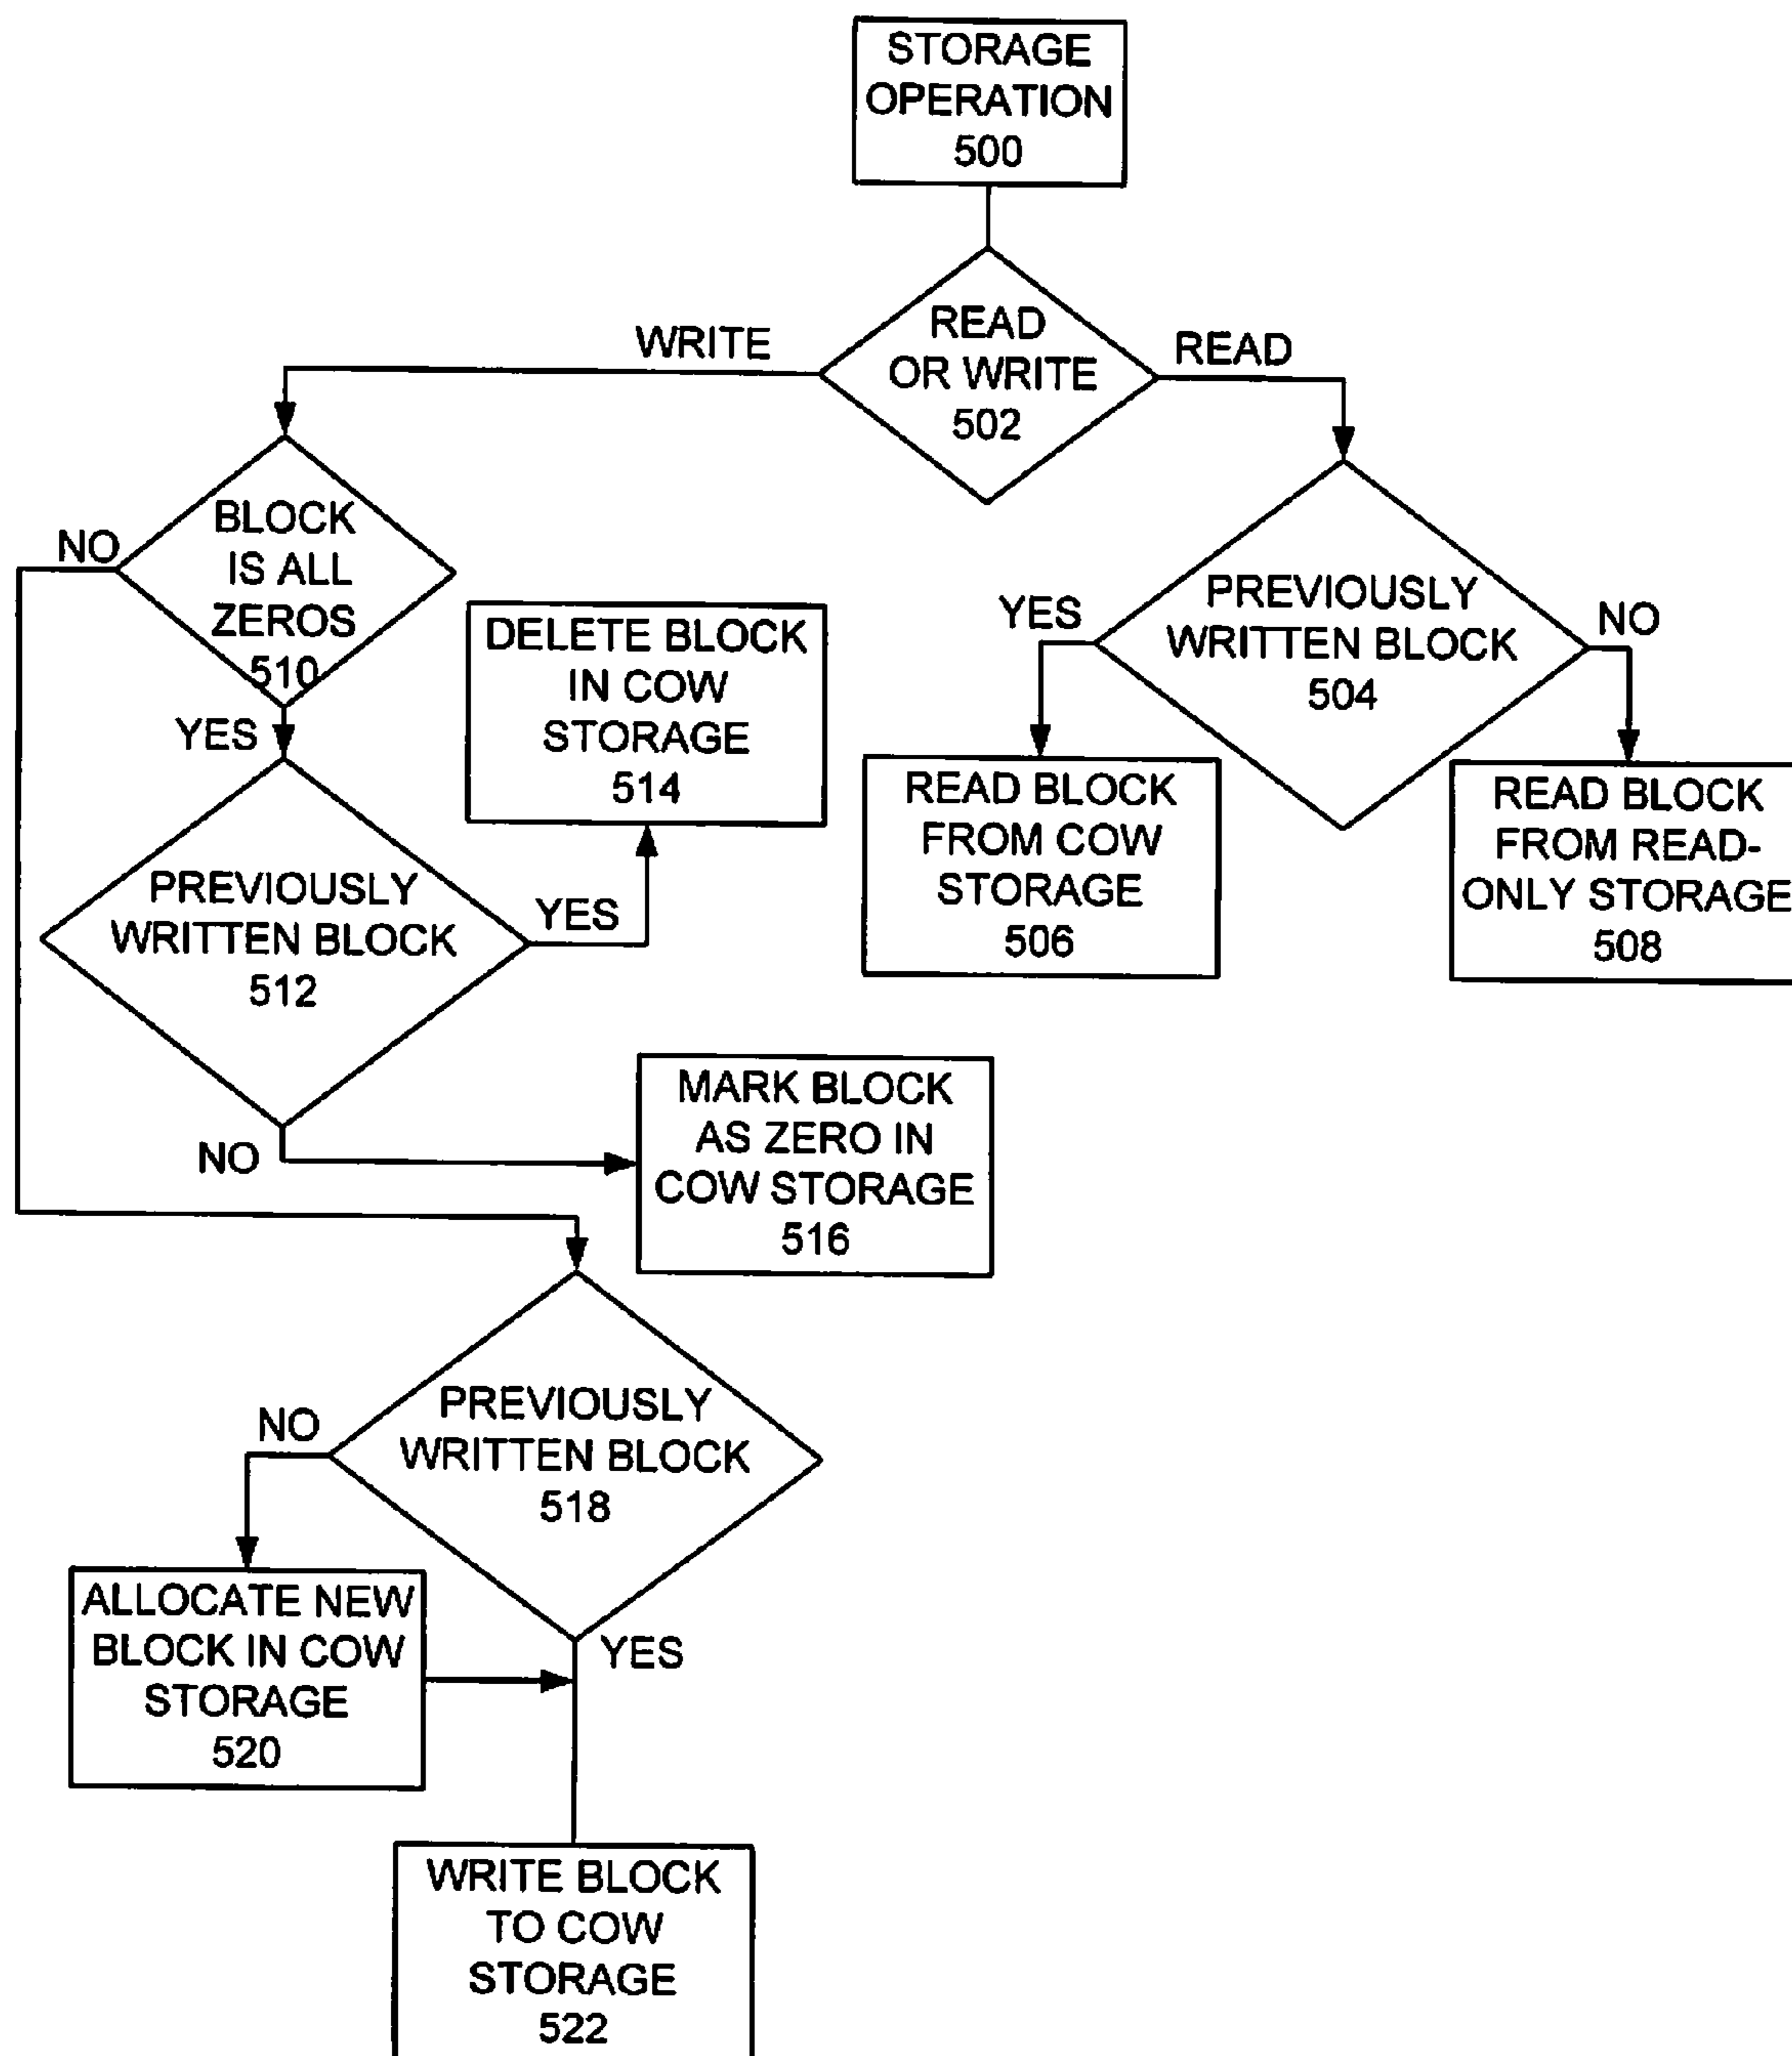 STORAGE
OPERATION
500
READ
OR WRITE
502
WRITE
READ
BLOCK
IS ALL
ZEROS
510
NO
YES
PREVIOUSLY
WRITTEN BLOCK
504
YES
NO
DELETE BLOCK
IN COW
STORAGE
514
READ BLOCK
FROM COW
STORAGE
506
READ BLOCK
FROM READ-
ONLY STORAGE
508
PREVIOUSLY
WRITTEN BLOCK
512
YES
NO
MARK BLOCK
AS ZERO IN
COW STORAGE
516
PREVIOUSLY
WRITTEN BLOCK
518
NO
YES
ALLOCATE NEW
BLOCK IN COW
STORAGE
520
WRITE BLOCK
TO COW
STORAGE
522